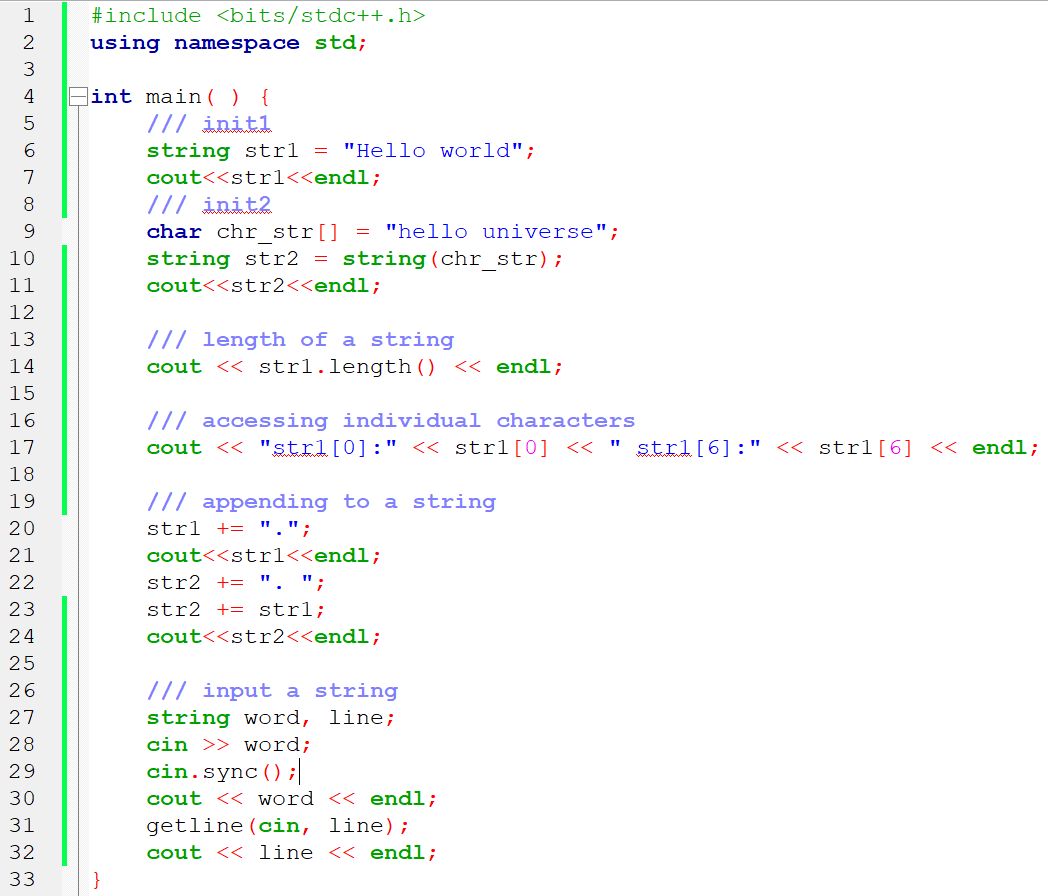 1 #include <bits/stdc++.h>
2 using namespace std;
3
4 int main( ) {
5 /// init1
6 string str1 = "Hello world";
7 cout<<str1<<endl;
8 /// init2
9 char chr_str[] = "hello universe";
10 string str2 = string(chr_str);
11 cout<<str2<<endl;
12
13 /// length of a string
14 cout << str1.length() << endl;
15
16 /// accessing individual characters
17 cout << "str1[0]:" << str1[0] << " str1[6]:" << str1[6] << endl;
18
19 /// appending to a string
20 str1 += ".";
21 cout<<str1<<endl;
22 str2 += ". ";
23 str2 += str1;
24 cout<<str2<<endl;
25
26 /// input a string
27 string word, line;
28 cin >> word;
29 cin.sync();
30 cout << word << endl;
31 getline(cin, line);
32 cout << line << endl;
33 }